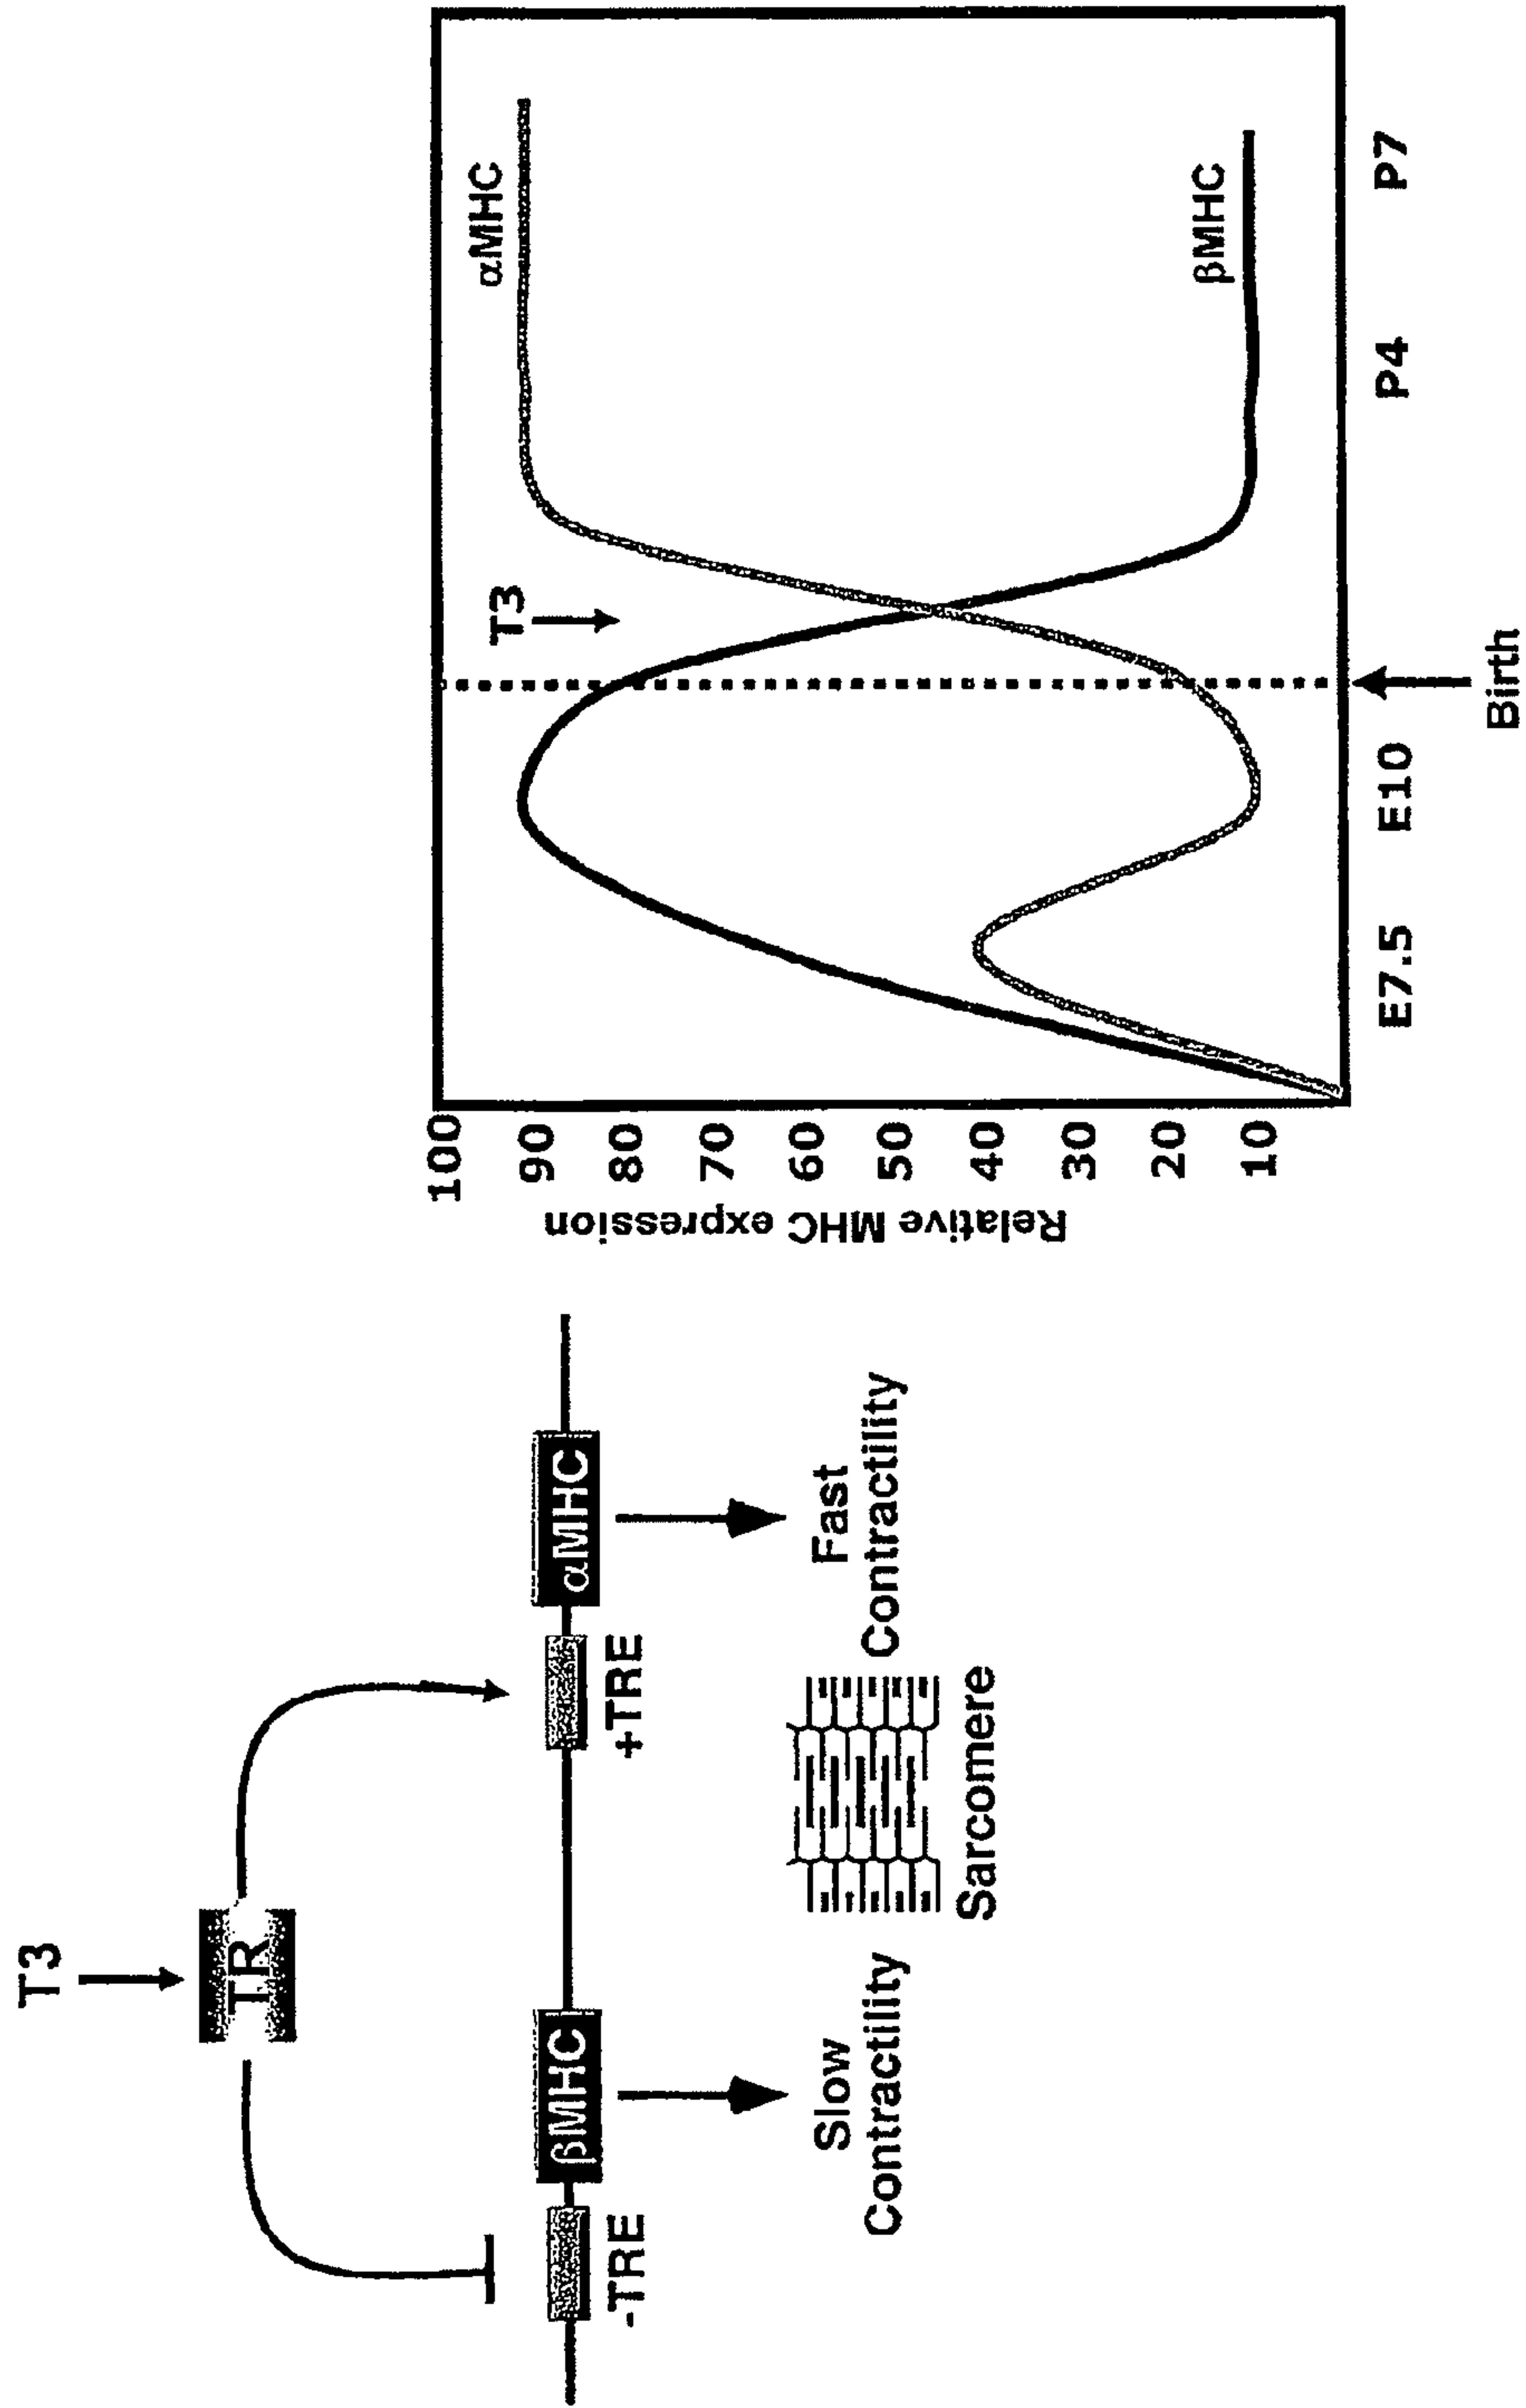 T3
TR
βMHC
αMHC
-TRE
+TRE
Slow
Contractility
Sarcomere
Fast
Contractility
Relative MHC expression
100
90
80
70
60
50
40
30
20
10
T3
αMHC
βMHC
E7.5 E10 P4 P7
Birth